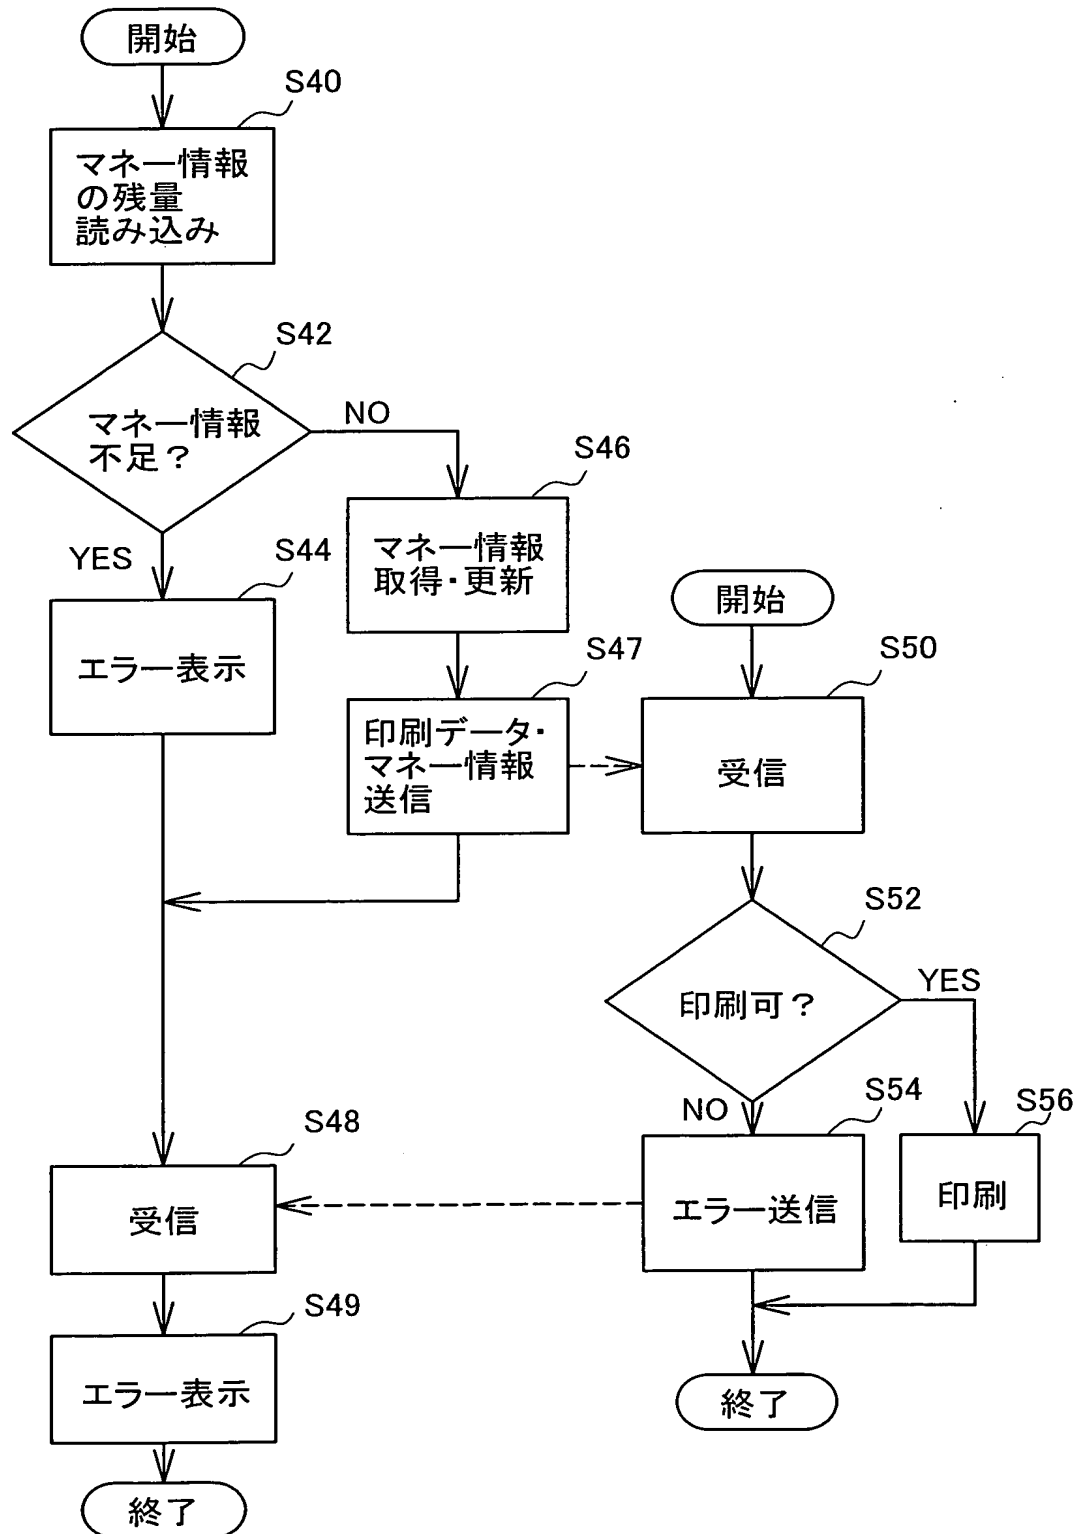 開始
S40
マネー情報
の残量
読み込み
S42
マネー情報
不足？
NO
YES
S44
エラー表示
S46
マネー情報
取得・更新
S47
印刷データ・
マネー情報
送信
開始
S50
受信
S52
印刷可？
YES
NO
S54
エラー送信
S56
印刷
終了
S48
受信
S49
エラー表示
終了